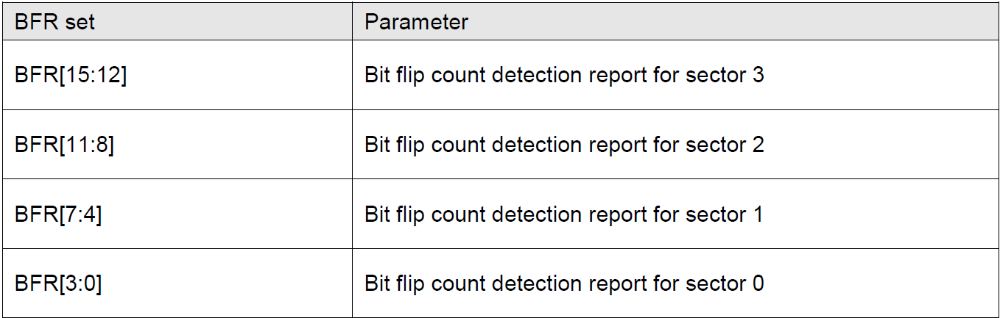 BFR set Parameter
BFR[15:12] Bit flip count detection report for sector 3
BFR[11:8] Bit flip count detection report for sector 2
BFR[7:4] Bit flip count detection report for sector 1
BFR[3:0] Bit flip count detection report for sector 0